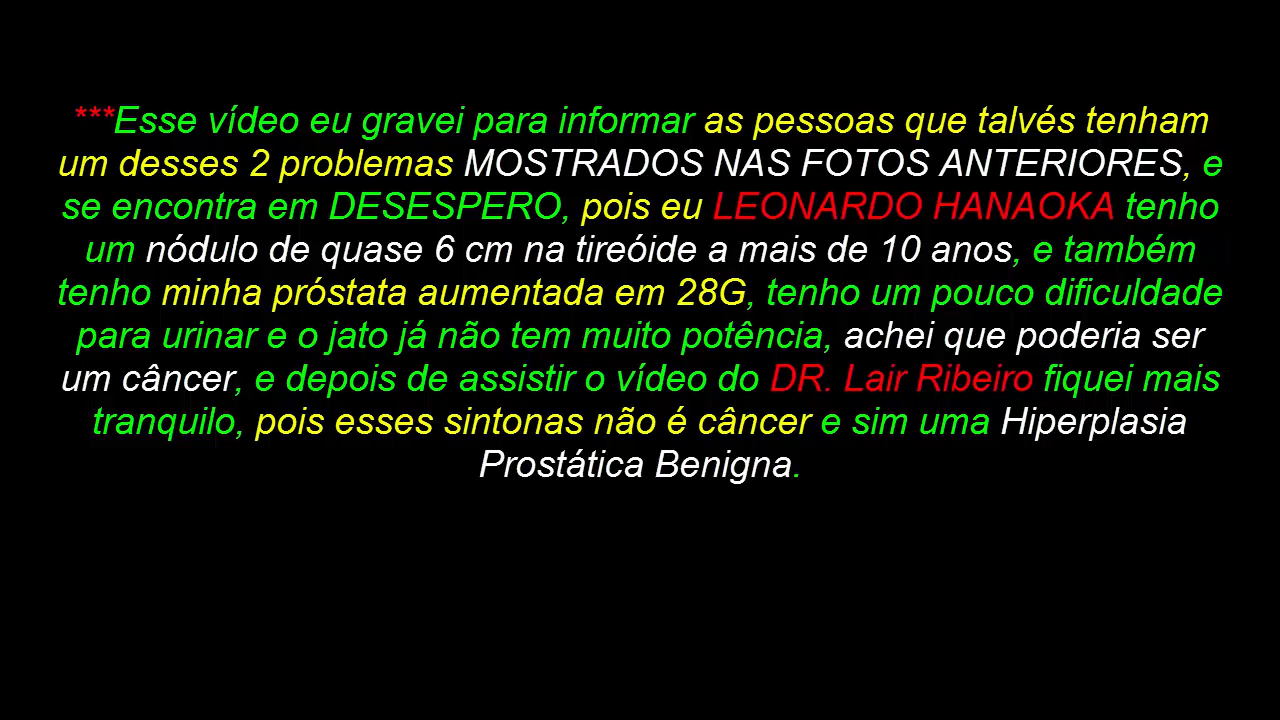 ***Esse vídeo eu gravei para informar as pessoas que talvés tenham
um desses 2 problemas MOSTRADOS NAS FOTOS ANTERIORES, e
se encontra em DESESPERO, pois eu LEONARDO HANAOKA tenho
um nódulo de quase 6 cm na tireóide a mais de 10 anos, e também
tenho minha próstata aumentada em 28G, tenho um pouco dificuldade
para urinar e o jato já não tem muito potência, achei que poderia ser
um câncer, e depois de assistir o vídeo do DR. Lair Ribeiro fiquei mais
tranquilo, pois esses sintonas não é câncer e sim uma Hiperplasia
Prostática Benigna.